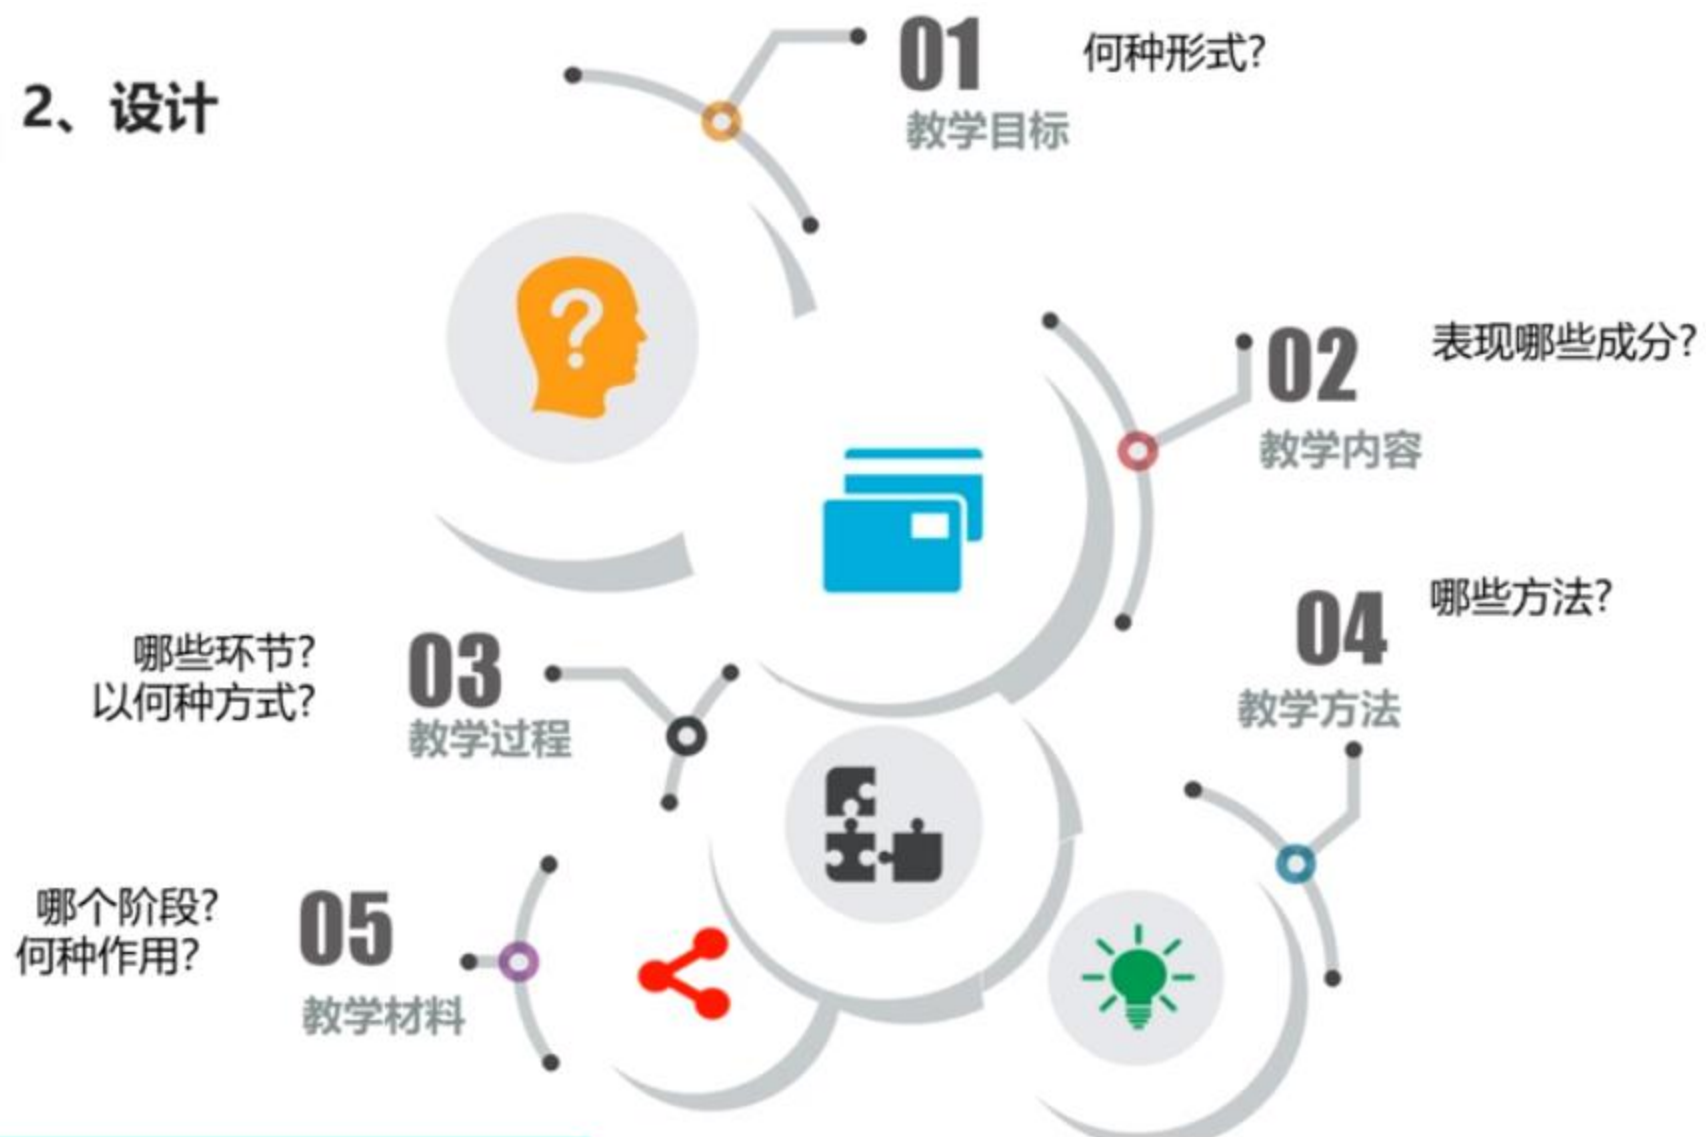 2、设计
01
何种形式?
教学目标
02
表现哪些成分?
教学内容
03
哪些环节?
以何种方式?
教学过程
04
哪些方法?
教学方法
05
哪个阶段?
何种作用?
教学材料